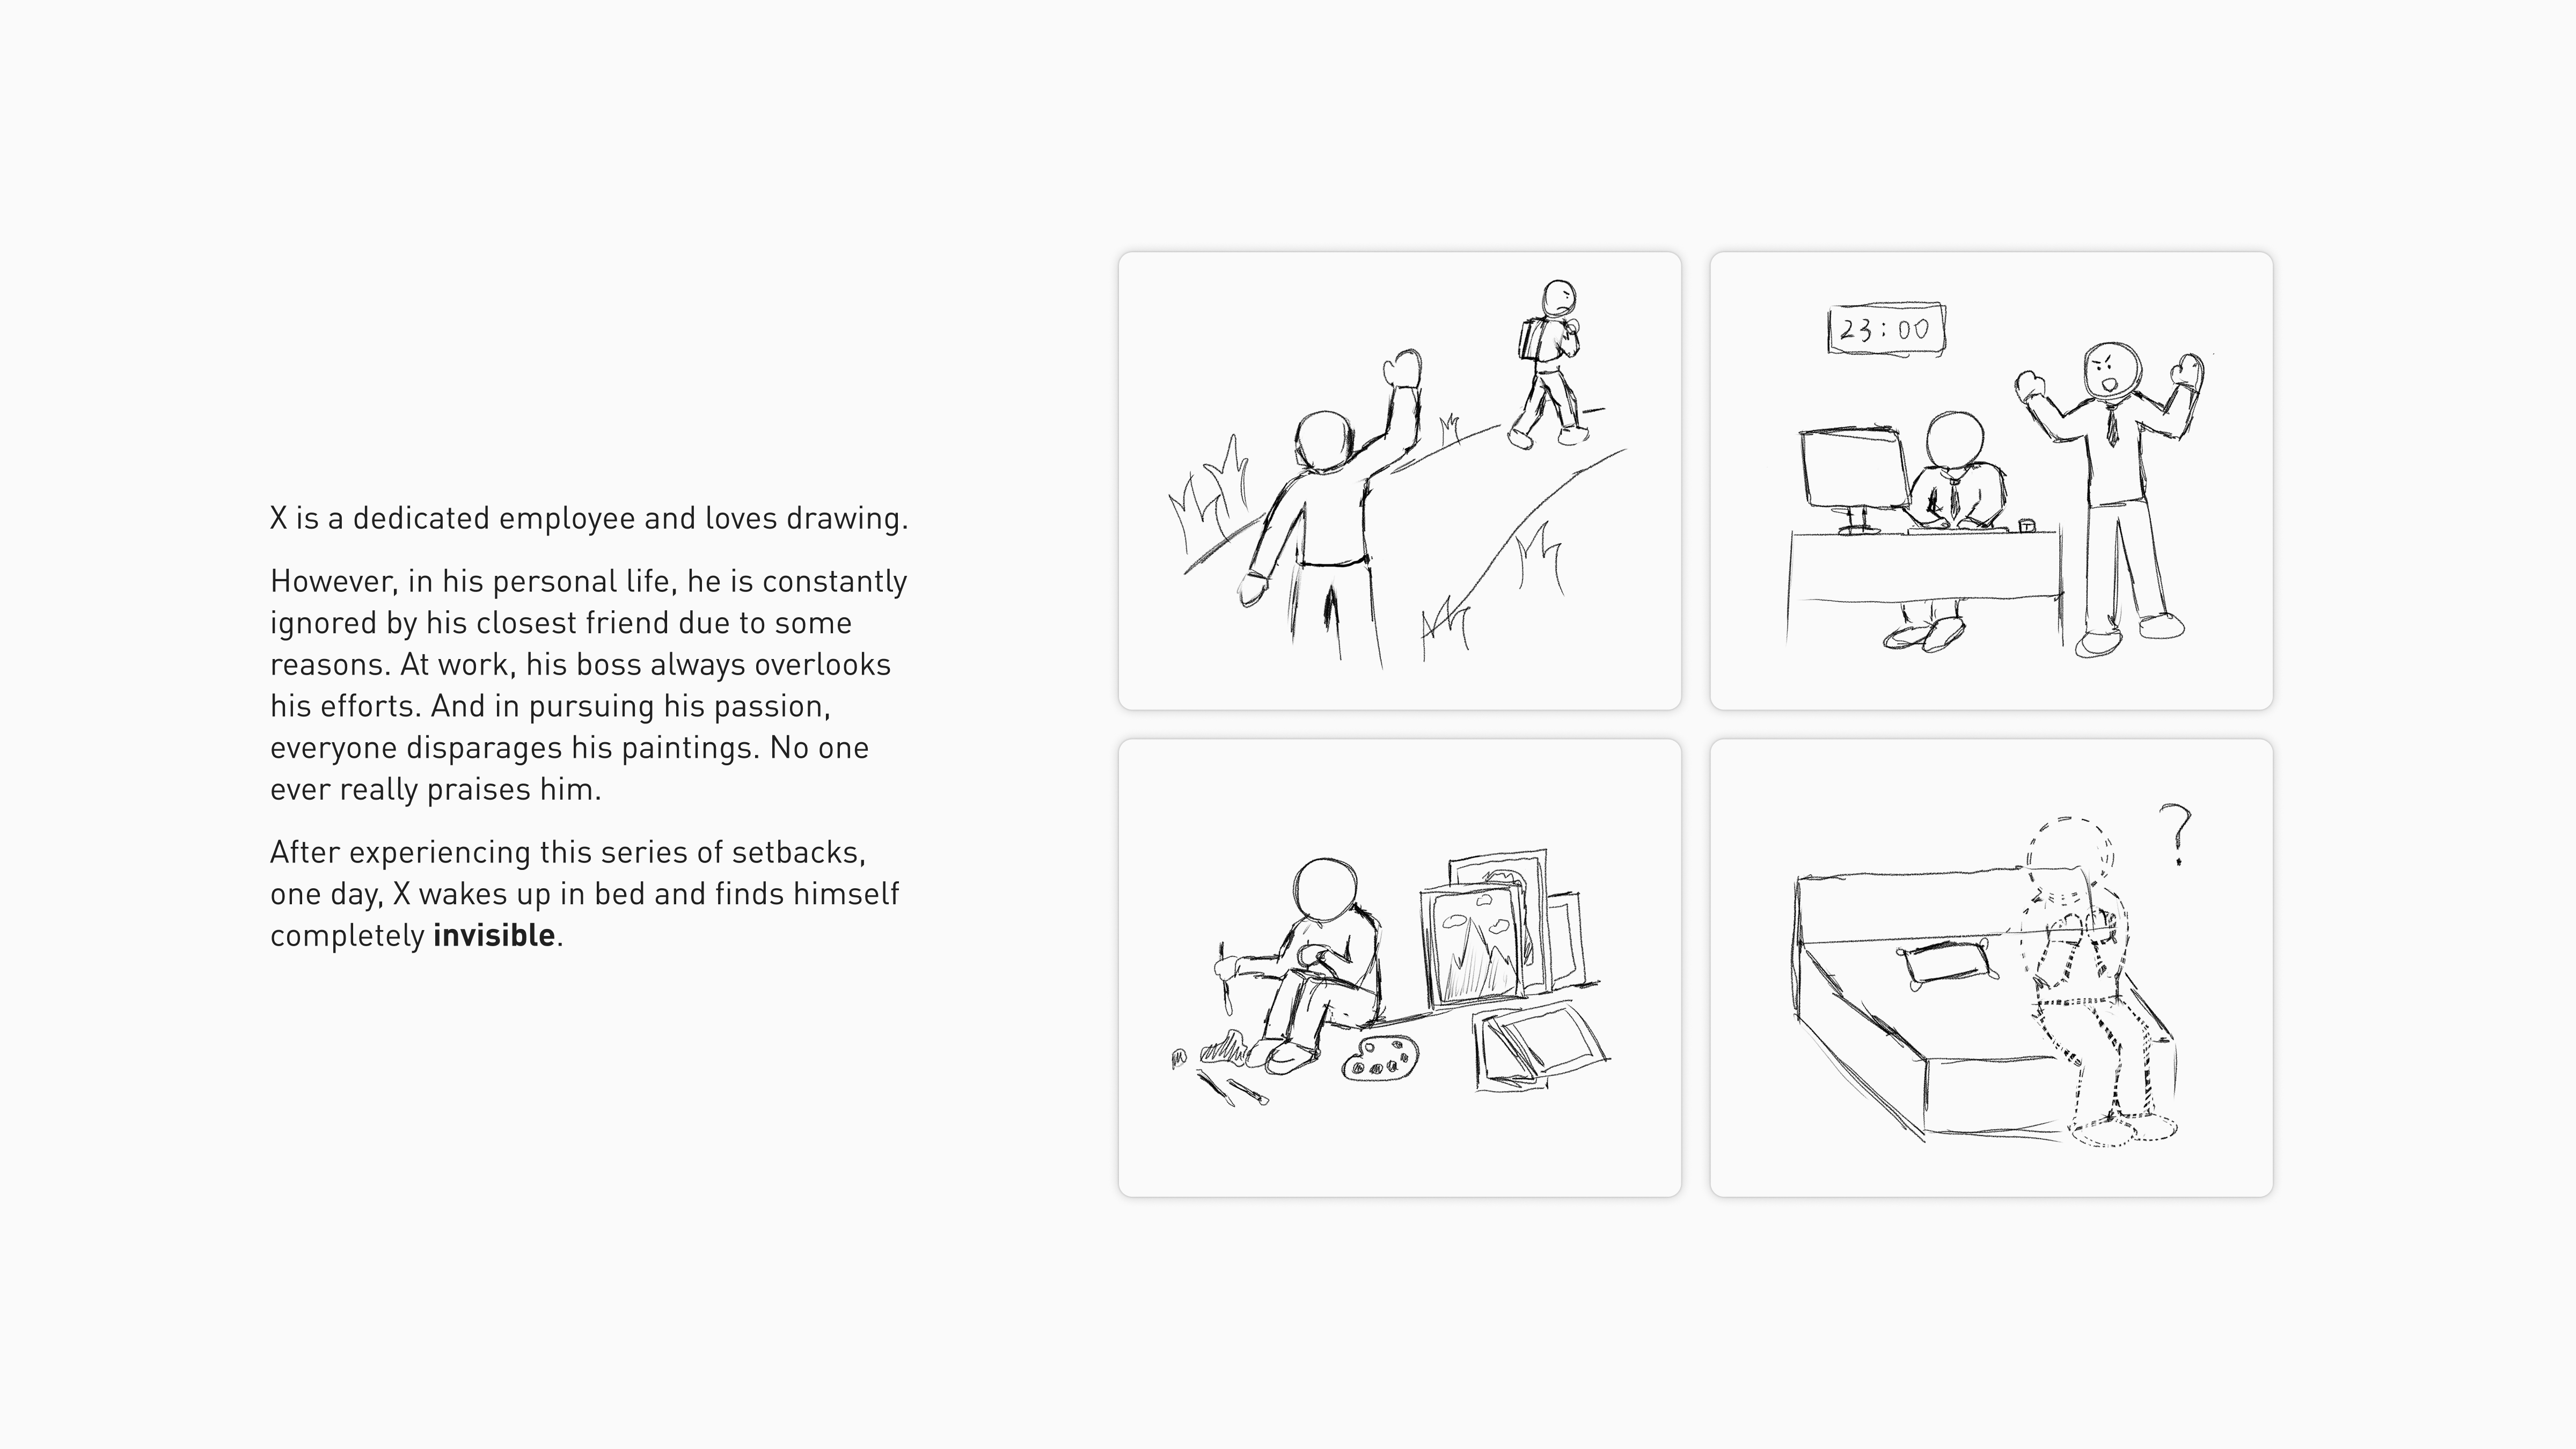 X is a dedicated employee and loves drawing.
However, in his personal life, he is constantly
ignored by his closest friend due to some
reasons. At work, his boss always overlooks
his efforts. And in pursuing his passion,
everyone disparages his paintings. No one
ever really praises him.
After experiencing this series of setbacks,
one day, X wakes up in bed and finds himself
completely invisible.
23:00
?